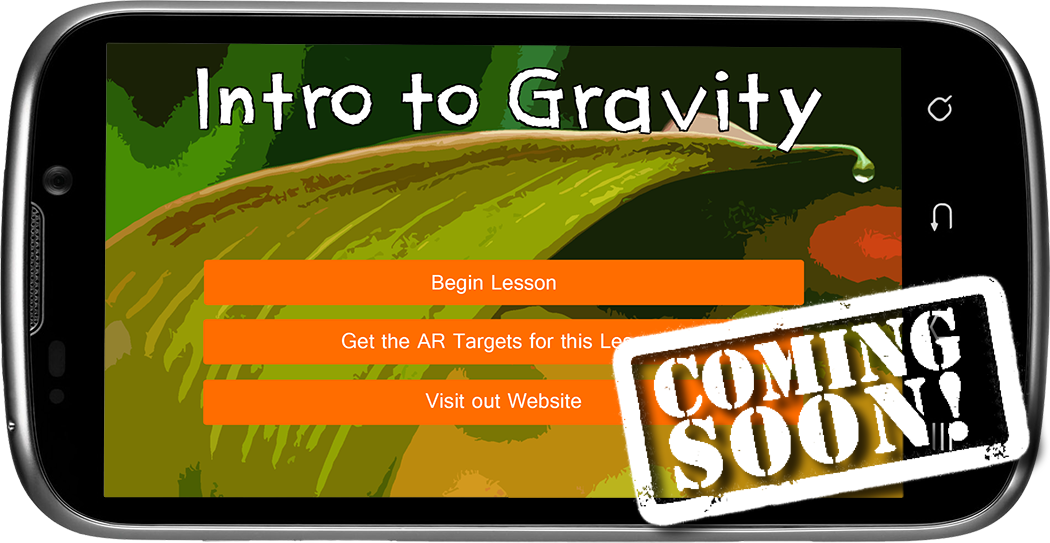 Intro to Gravity
Begin Lesson
Get the AR Targets for this
Visit out Website
COMING
SOON!